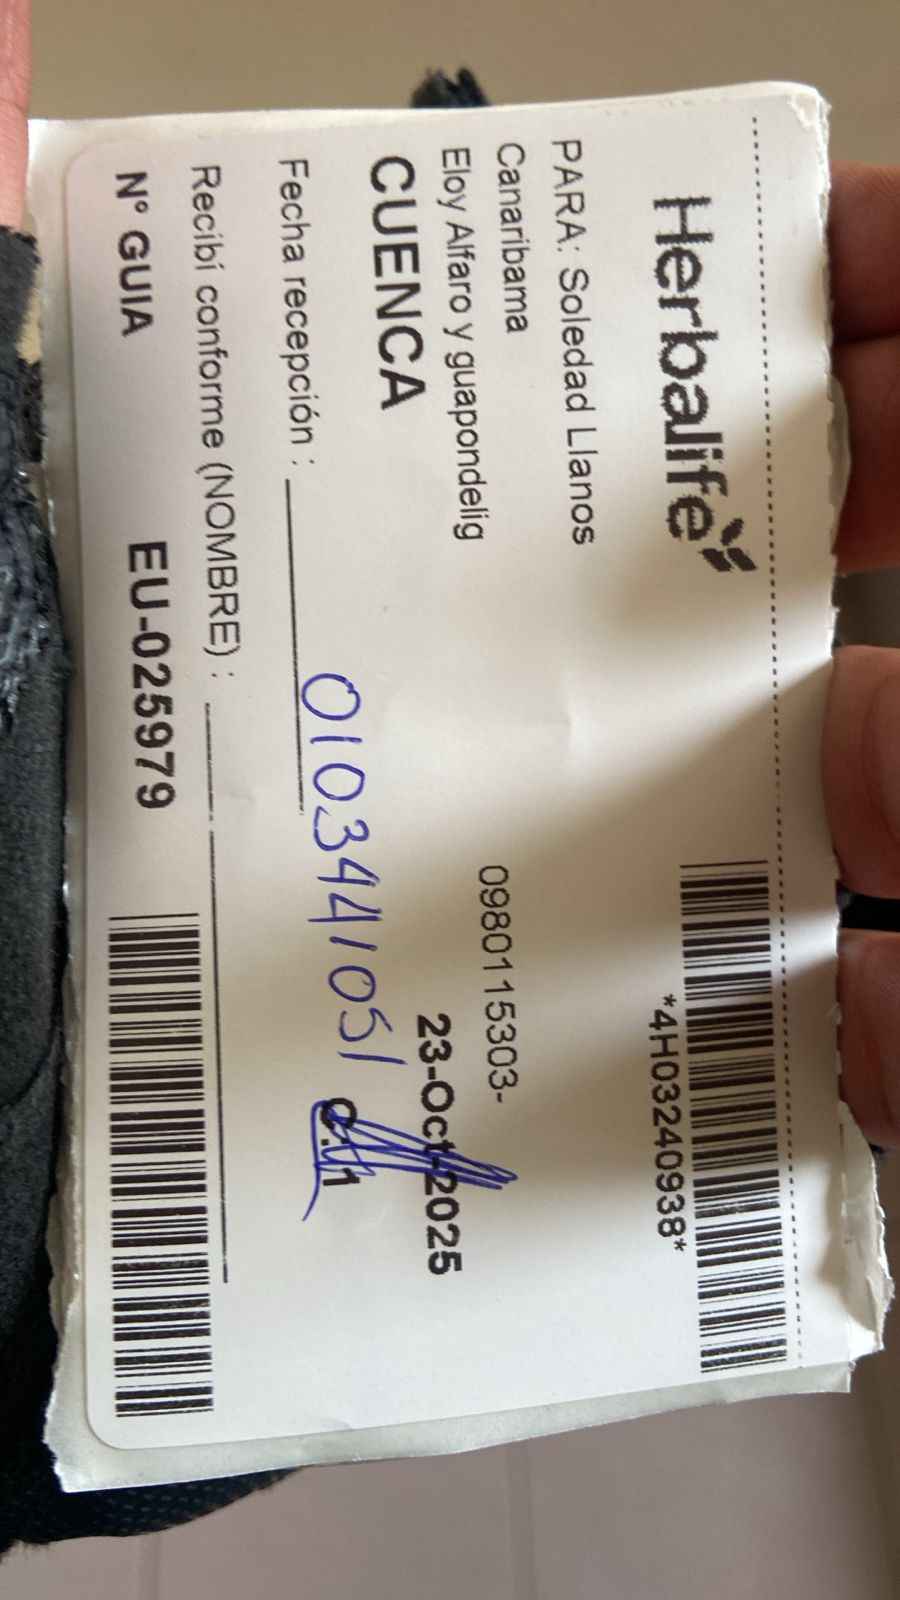 Herbalife
*4H03240938*
PARA: Soledad Llanos
Canaribama
0980115303-
Eloy Alfaro y guapondelig
23-Oct-2025
CUENCA
Fecha recepción :
0103441051
Recibí conforme (NOMBRE) :
N° GUIA EU-025979